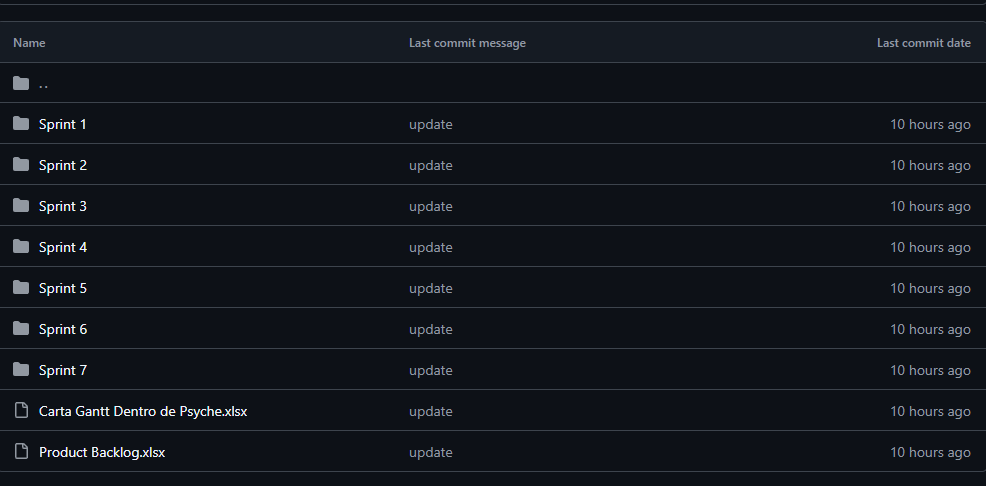 Name Last commit message Last commit date
..
Sprint 1 update 10 hours ago
Sprint 2 update 10 hours ago
Sprint 3 update 10 hours ago
Sprint 4 update 10 hours ago
Sprint 5 update 10 hours ago
Sprint 6 update 10 hours ago
Sprint 7 update 10 hours ago
Carta Gantt Dentro de Psyche.xlsx update 10 hours ago
Product Backlog.xlsx update 10 hours ago